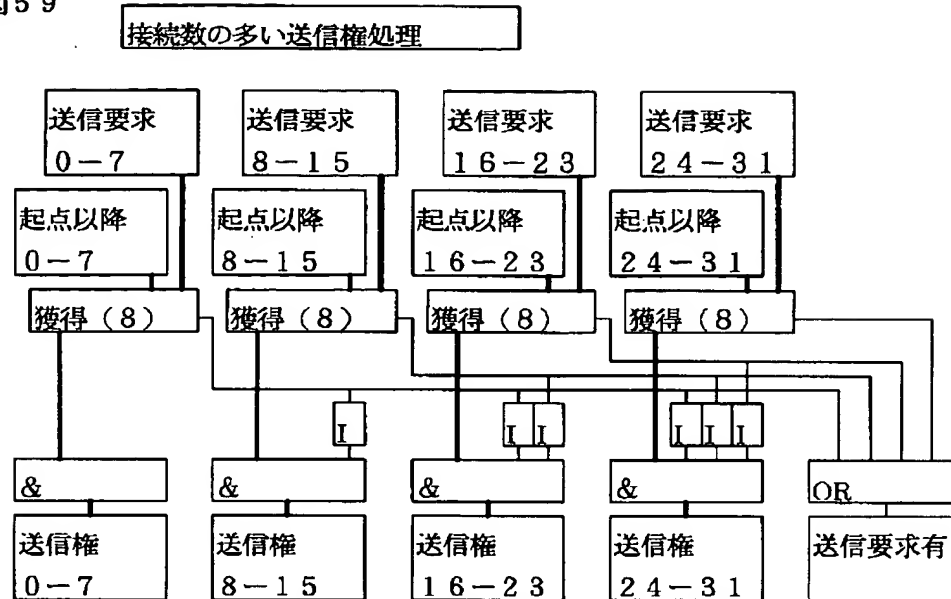 図59
接続数の多い送信権処理
送信要求 送信要求 送信要求 送信要求
0-7 8-15 16-23 24-31
起点以降 起点以降 起点以降 起点以降
0-7 8-15 16-23 24-31
獲得(8) 獲得(8) 獲得(8) 獲得(8)
I I I I I I
& & & & OR
送信権 送信権 送信権 送信権 送信要求有
0-7 8-15 16-23 24-31